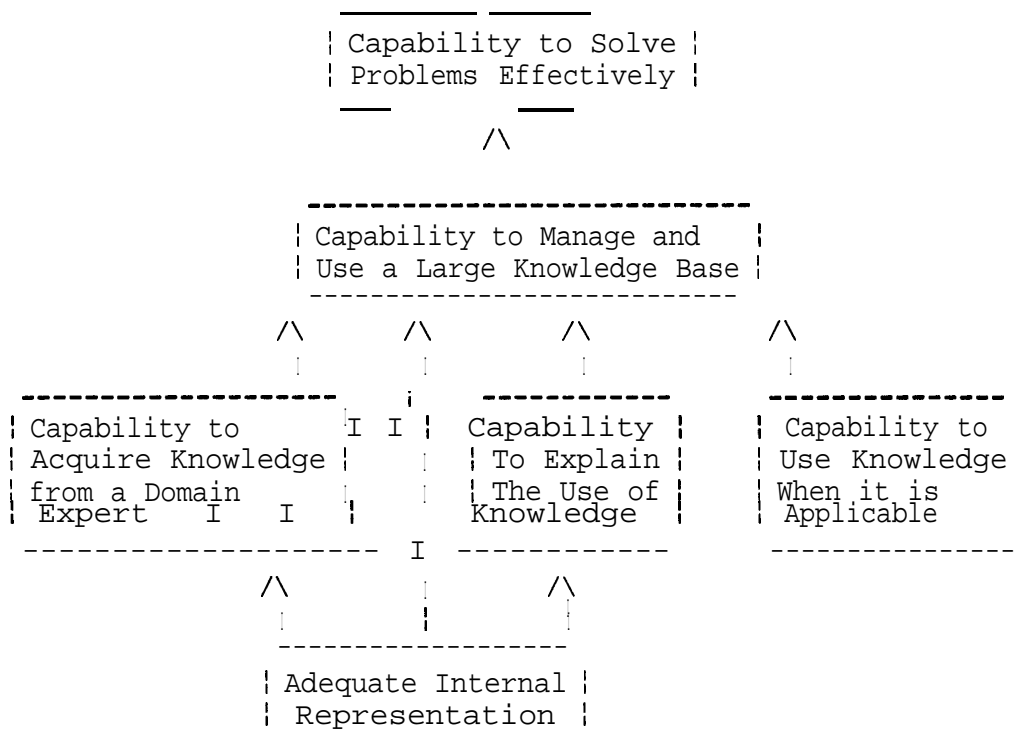 Capability to Solve
Problems Effectively
Capability to Manage and
Use a Large Knowledge Base
Capability to
Acquire Knowledge
from a Domain
Expert
Capability
To Explain
The Use of
Knowledge
Capability to
Use Knowledge
When it is
Applicable
Adequate Internal
Representation